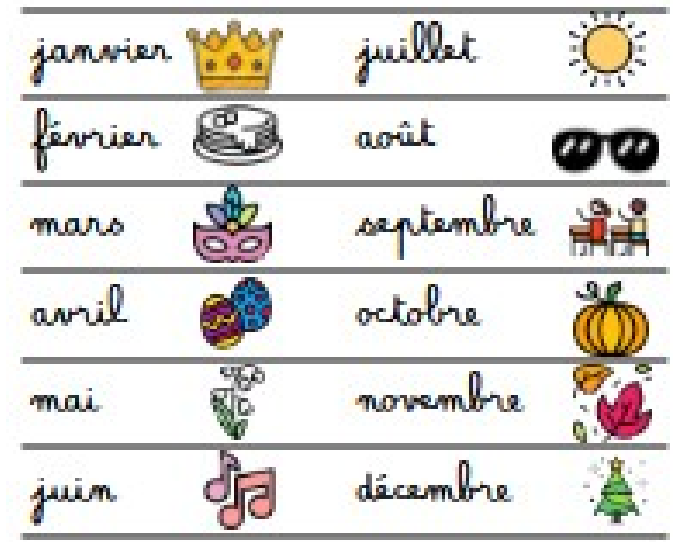 janvier
février
mars
avril
mai
juin
juillet
août
septembre
octobre
novembre
décembre